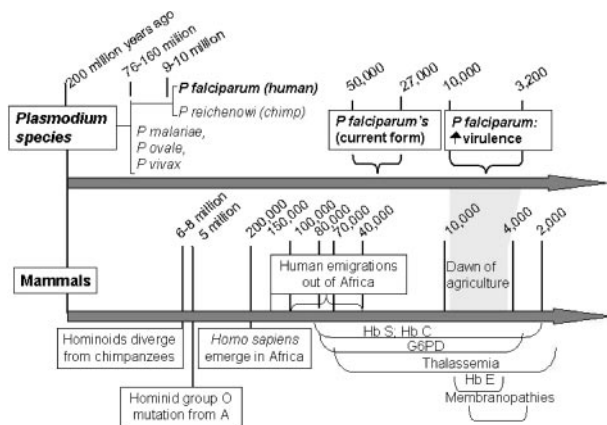 200 million years ago
76-160 million
9-10 million
P falciparum (human)
P reichenowi (chimp)
Plasmodium
species
P malariae,
P ovale,
P vivax
50,000
27,000
10,000
3,200
P falciparum's
(current form)
P falciparum:
virulence
6-8 million
5 million
200,000
150,000
100,000
80,000
70,000
40,000
10,000
4,000
2,000
Human emigrations
out of Africa
Dawn of
agriculture
Mammals
Hominoids diverge
from chimpanzees
Homo sapiens
emerge in Africa
Hominid group O
mutation from A
Hb S; Hb C
G6PD
Thalassemia
Hb E
Membranopathies